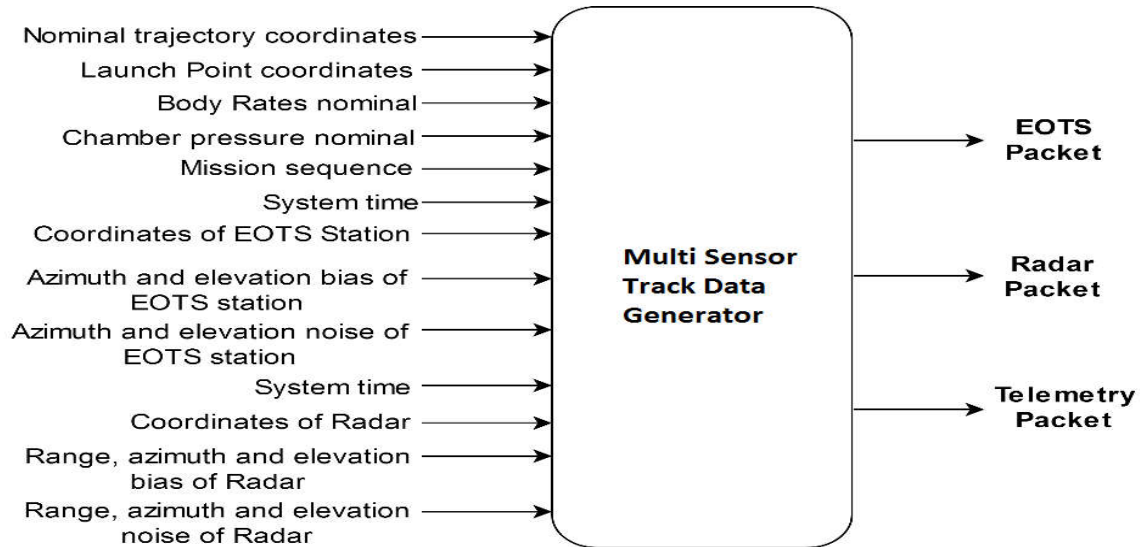 Nominal trajectory coordinates
Launch Point coordinates
Body Rates nominal
Chamber pressure nominal
Mission sequence
System time
Coordinates of EOTS Station
Azimuth and elevation bias of
EOTS station
Azimuth and elevation noise of
EOTS station
System time
Coordinates of Radar
Range, azimuth and elevation
bias of Radar
Range, azimuth and elevation
noise of Radar
Multi Sensor
Track Data
Generator
EOTS
Packet
Radar
Packet
Telemetry
Packet